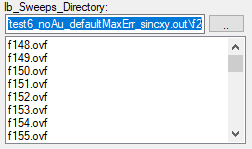 lb_Sweeps_Directory:
test6_noAu_defaultMaxErr_sincxy.out\f2
..
f148.ovf
f149.ovf
f150.ovf
f151.ovf
f152.ovf
f153.ovf
f154.ovf
f155.ovf